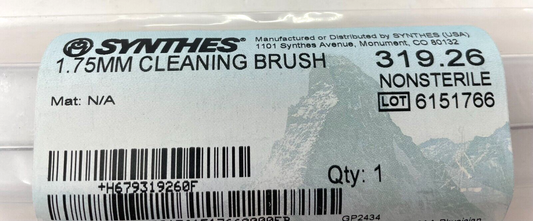 SYNTHES®
Manufactured or Distributed by SYNTHES (USA)
1101 Synthes Avenue, Monument, CO 80132
1.75MM CLEANING BRUSH
319.26
NONSTERILE
Mat: N/A
LOT 6151766
+H679319260F
Qty: 1
GP2434